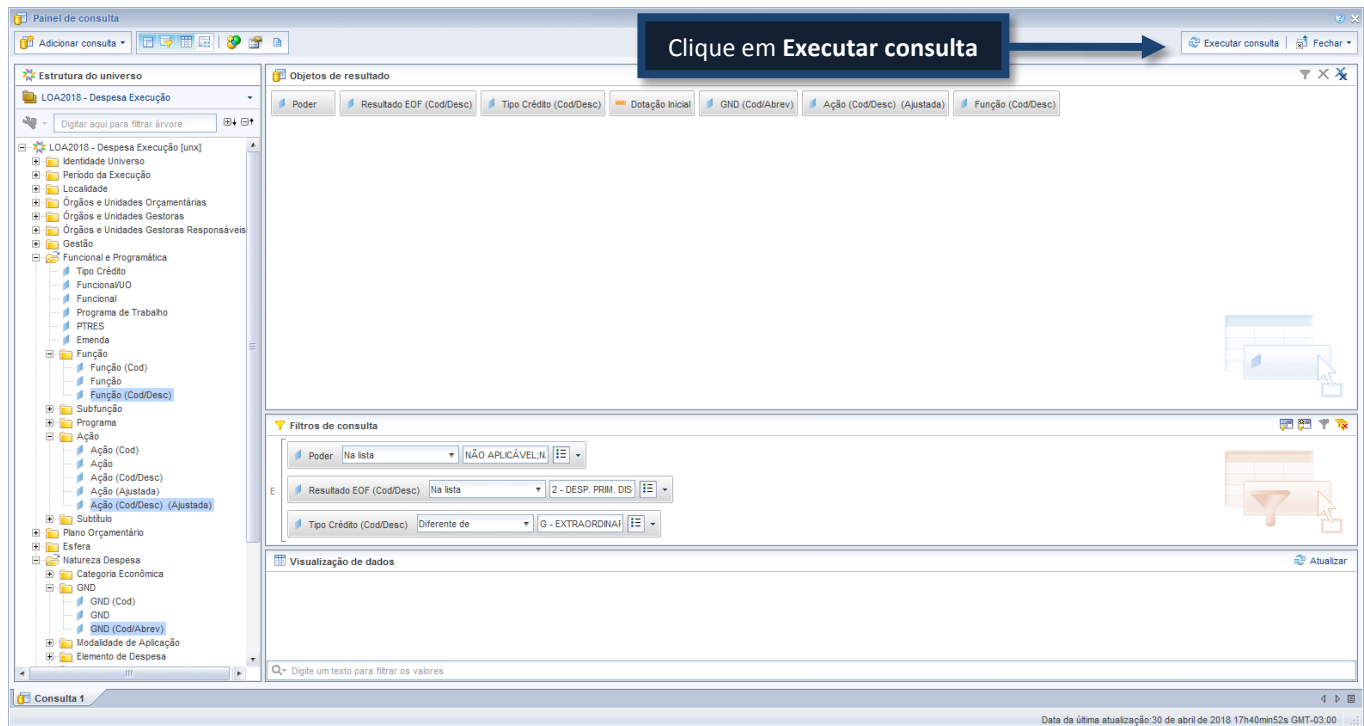 Painel de consulta
Adicionar consulta
Clique em Executar consulta
Executar consulta
Fechar
Estrutura do universo
LOA2018 - Despesa Execução
Digitar aqui para filtrar árvore
LOA2018 - Despesa Execução [unx]
Identidade Universo
Período da Execução
Localidade
Órgãos e Unidades Orçamentárias
Órgãos e Unidades Gestoras
Órgãos e Unidades Gestoras Responsáveis
Gestão
Funcional e Programática
Tipo Crédito
Funcional/UO
Funcional
Programa de Trabalho
PTRES
Emenda
Função
Função (Cod)
Função
Função (Cod/Desc)
Subfunção
Programa
Ação
Ação (Cod)
Ação
Ação (Cod/Desc)
Ação (Ajustada)
Ação (Cod/Desc) (Ajustada)
Subtítulo
Plano Orçamentário
Esfera
Natureza Despesa
Categoria Econômica
GND
GND (Cod)
GND
GND (Cod/Abrev)
Modalidade de Aplicação
Elemento de Despesa
Objetos de resultado
Poder Resultado EOF (Cod/Desc) Tipo Crédito (Cod/Desc) Dotação Inicial GND (Cod/Abrev) Ação (Cod/Desc) (Ajustada) Função (Cod/Desc)
Filtros de consulta
Poder Na lista NÃO APLICÁVEL;N
E Resultado EOF (Cod/Desc) Na lista 2 - DESP. PRIM. DIS
Tipo Crédito (Cod/Desc) Diferente de G - EXTRAORDINAR
Visualização de dados
Atualizar
Digite um texto para filtrar os valores
Consulta 1
Data da última atualização:30 de abril de 2018 17h40min52s GMT-03:00